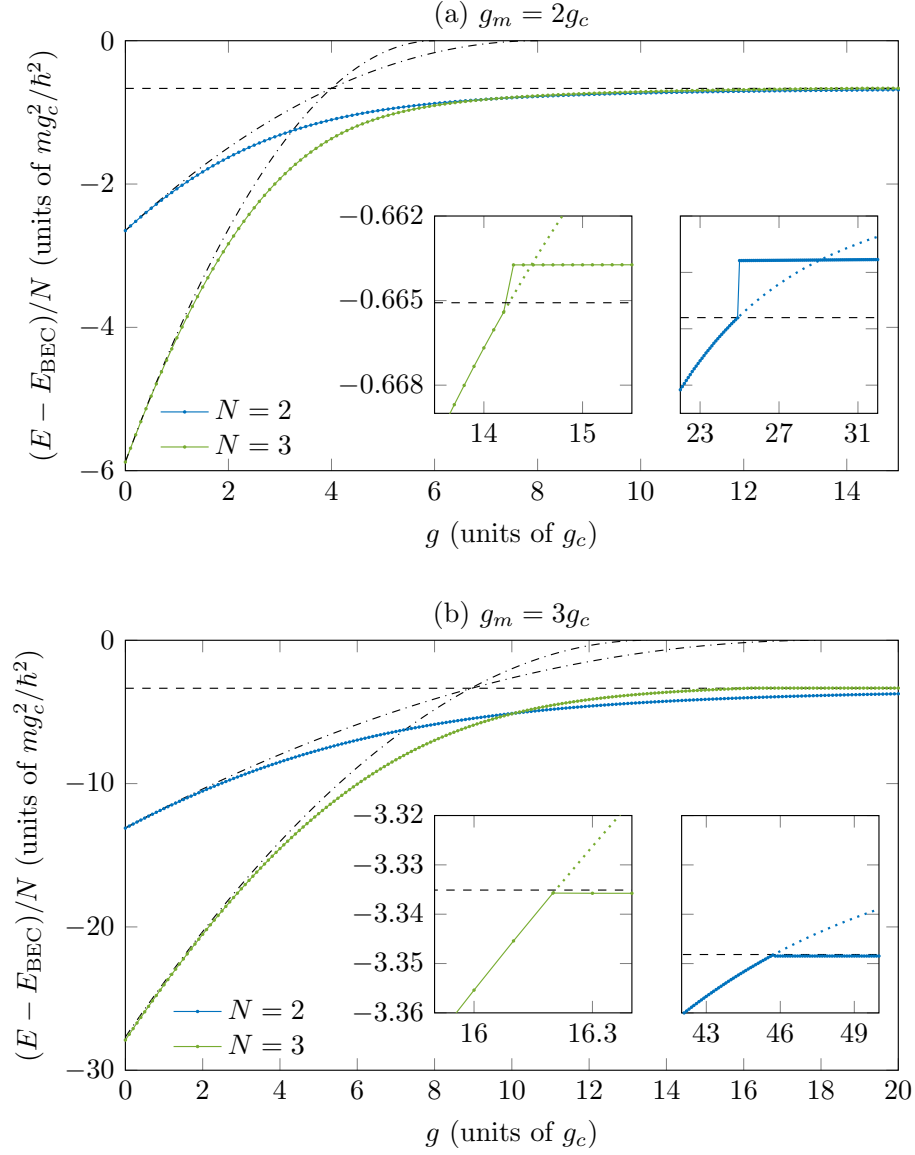 (a) g_m = 2g_c
(E − E_BEC)/N (units of mg_c^2/ħ^2)
0
−2
−4
−6
N = 2
N = 3
−0.662
−0.665
−0.668
14 15
23 27 31
0 2 4 6 8 10 12 14
g (units of g_c)
(b) g_m = 3g_c
(E − E_BEC)/N (units of mg_c^2/ħ^2)
0
−10
−20
−30
N = 2
N = 3
−3.32
−3.33
−3.34
−3.35
−3.36
16 16.3
43 46 49
0 2 4 6 8 10 12 14 16 18 20
g (units of g_c)